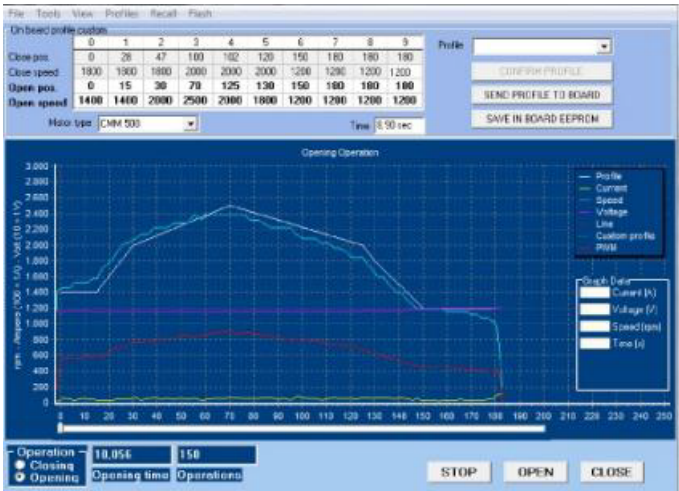 File Tools View Profiles Recall Flash
On board profile custom
0 1 2 3 4 5 6 7 8 9
Close pos. 0 28 47 100 102 120 150 180 180 180
Close speed 1800 1800 1800 2000 2000 2000 1200 1200 1200 1200
Open pos. 0 15 30 70 125 130 150 180 180 180
Open speed 1400 1400 2000 2500 2000 1800 1200 1200 1200 1200
Motor type CMM 500
Time 8.90 sec
Profile
CONFIRM PROFILE
SEND PROFILE TO BOARD
SAVE IN BOARD EEPROM
Opening Operation
rpm - Ampere (100 = 1A) - Volt (10 = 1 V)
3.000
2.800
2.600
2.400
2.200
2.000
1.800
1.600
1.400
1.200
1.000
800
600
400
200
0
0 10 20 30 40 50 60 70 80 90 100 110 120 130 140 150 160 170 180 190 200 210 220 230 240 250
Profile
Current
Speed
Voltage
Line
Custom profile
PWM
Graph Data
Current (A)
Voltage (V)
Speed (rpm)
Time (s)
Operation
Closing
Opening
10,056
Opening time
150
Operations
STOP OPEN CLOSE